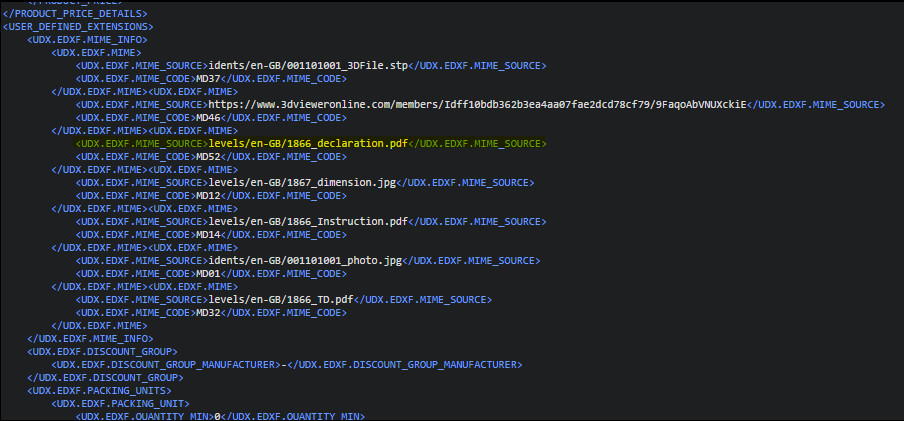 </PRODUCT_PRICE>
</PRODUCT_PRICE_DETAILS>
<USER_DEFINED_EXTENSIONS>
<UDX.EDXF.MIME_INFO>
<UDX.EDXF.MIME>
<UDX.EDXF.MIME_SOURCE>idents/en-GB/001101001_3DFile.stp</UDX.EDXF.MIME_SOURCE>
<UDX.EDXF.MIME_CODE>MD37</UDX.EDXF.MIME_CODE>
</UDX.EDXF.MIME><UDX.EDXF.MIME>
<UDX.EDXF.MIME_SOURCE>https://www.3dvieweronline.com/members/Idff10bdb362b3ea4aa07fae2dcd78cf79/9FaqoAbVNUXckiE</UDX.EDXF.MIME_SOURCE>
<UDX.EDXF.MIME_CODE>MD46</UDX.EDXF.MIME_CODE>
</UDX.EDXF.MIME><UDX.EDXF.MIME>
<UDX.EDXF.MIME_SOURCE>levels/en-GB/1866_declaration.pdf</UDX.EDXF.MIME_SOURCE>
<UDX.EDXF.MIME_CODE>MD52</UDX.EDXF.MIME_CODE>
</UDX.EDXF.MIME><UDX.EDXF.MIME>
<UDX.EDXF.MIME_SOURCE>levels/en-GB/1867_dimension.jpg</UDX.EDXF.MIME_SOURCE>
<UDX.EDXF.MIME_CODE>MD12</UDX.EDXF.MIME_CODE>
</UDX.EDXF.MIME><UDX.EDXF.MIME>
<UDX.EDXF.MIME_SOURCE>levels/en-GB/1866_Instruction.pdf</UDX.EDXF.MIME_SOURCE>
<UDX.EDXF.MIME_CODE>MD14</UDX.EDXF.MIME_CODE>
</UDX.EDXF.MIME><UDX.EDXF.MIME>
<UDX.EDXF.MIME_SOURCE>idents/en-GB/001101001_photo.jpg</UDX.EDXF.MIME_SOURCE>
<UDX.EDXF.MIME_CODE>MD01</UDX.EDXF.MIME_CODE>
</UDX.EDXF.MIME><UDX.EDXF.MIME>
<UDX.EDXF.MIME_SOURCE>levels/en-GB/1866_TD.pdf</UDX.EDXF.MIME_SOURCE>
<UDX.EDXF.MIME_CODE>MD32</UDX.EDXF.MIME_CODE>
</UDX.EDXF.MIME>
</UDX.EDXF.MIME_INFO>
<UDX.EDXF.DISCOUNT_GROUP>
<UDX.EDXF.DISCOUNT_GROUP_MANUFACTURER>-</UDX.EDXF.DISCOUNT_GROUP_MANUFACTURER>
</UDX.EDXF.DISCOUNT_GROUP>
<UDX.EDXF.PACKING_UNITS>
<UDX.EDXF.PACKING_UNIT>
<UDX.EDXF.QUANTITY_MIN>0</UDX.EDXF.QUANTITY_MIN>